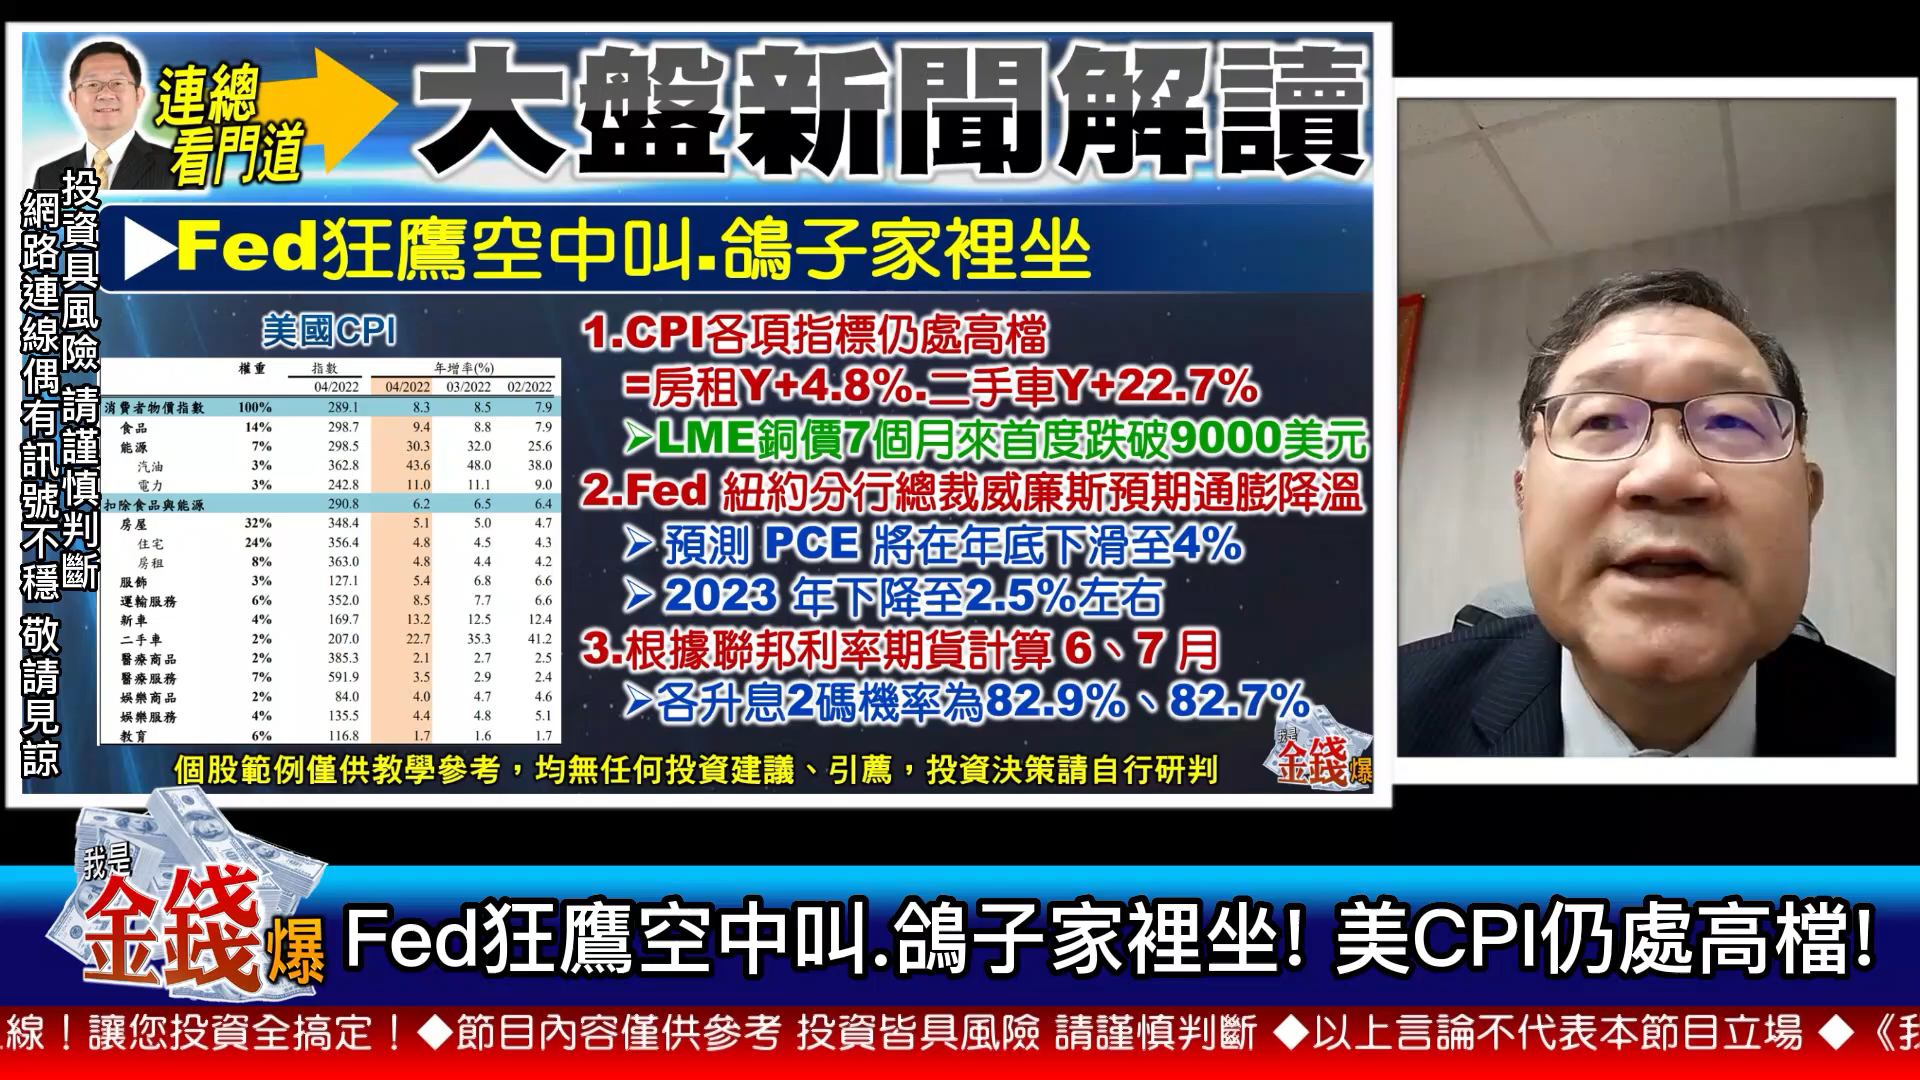 連總
看門道
大盤新聞解讀
投資具風險 請謹慎判斷
網路連線偶有訊號不穩 敬請見諒
Fed狂鷹空中叫.鴿子家裡坐
美國CPI
權重 指數 年增率(%)
04/2022 04/2022 03/2022 02/2022
消費者物價指數 100% 289.1 8.3 8.5 7.9
食品 14% 298.7 9.4 8.8 7.9
能源 7% 298.5 30.3 32.0 25.6
汽油 3% 362.8 43.6 48.0 38.0
電力 3% 242.8 11.0 11.1 9.0
扣除食品與能源 290.8 6.2 6.5 6.4
房屋 32% 348.4 5.1 5.0 4.7
住宅 24% 356.4 4.8 4.5 4.3
房租 8% 363.0 4.8 4.4 4.2
服飾 3% 127.1 5.4 6.8 6.6
運輸服務 6% 352.0 8.5 7.7 6.6
新車 4% 169.7 13.2 12.5 12.4
二手車 2% 207.0 22.7 35.3 41.2
醫療商品 2% 385.3 2.1 2.7 2.5
醫療服務 7% 591.9 3.5 2.9 2.4
娛樂商品 2% 84.0 4.0 4.7 4.6
娛樂服務 4% 135.5 4.4 4.8 5.1
教育 6% 116.8 1.7 1.6 1.7
1.CPI各項指標仍處高檔
=房租Y+4.8%.二手車Y+22.7%
➢LME銅價7個月來首度跌破9000美元
2.Fed 紐約分行總裁威廉斯預期通膨降溫
➢預測 PCE 將在年底下滑至4%
➢2023 年下降至2.5%左右
3.根據聯邦利率期貨計算 6、7 月
➢各升息2碼機率為82.9%、82.7%
我是
金錢爆
個股範例僅供教學參考，均無任何投資建議、引薦，投資決策請自行研判
我是
金錢爆
Fed狂鷹空中叫.鴿子家裡坐! 美CPI仍處高檔!
線！讓您投資全搞定！◆節目內容僅供參考 投資皆具風險 請謹慎判斷 ◆以上言論不代表本節目立場 ◆《我